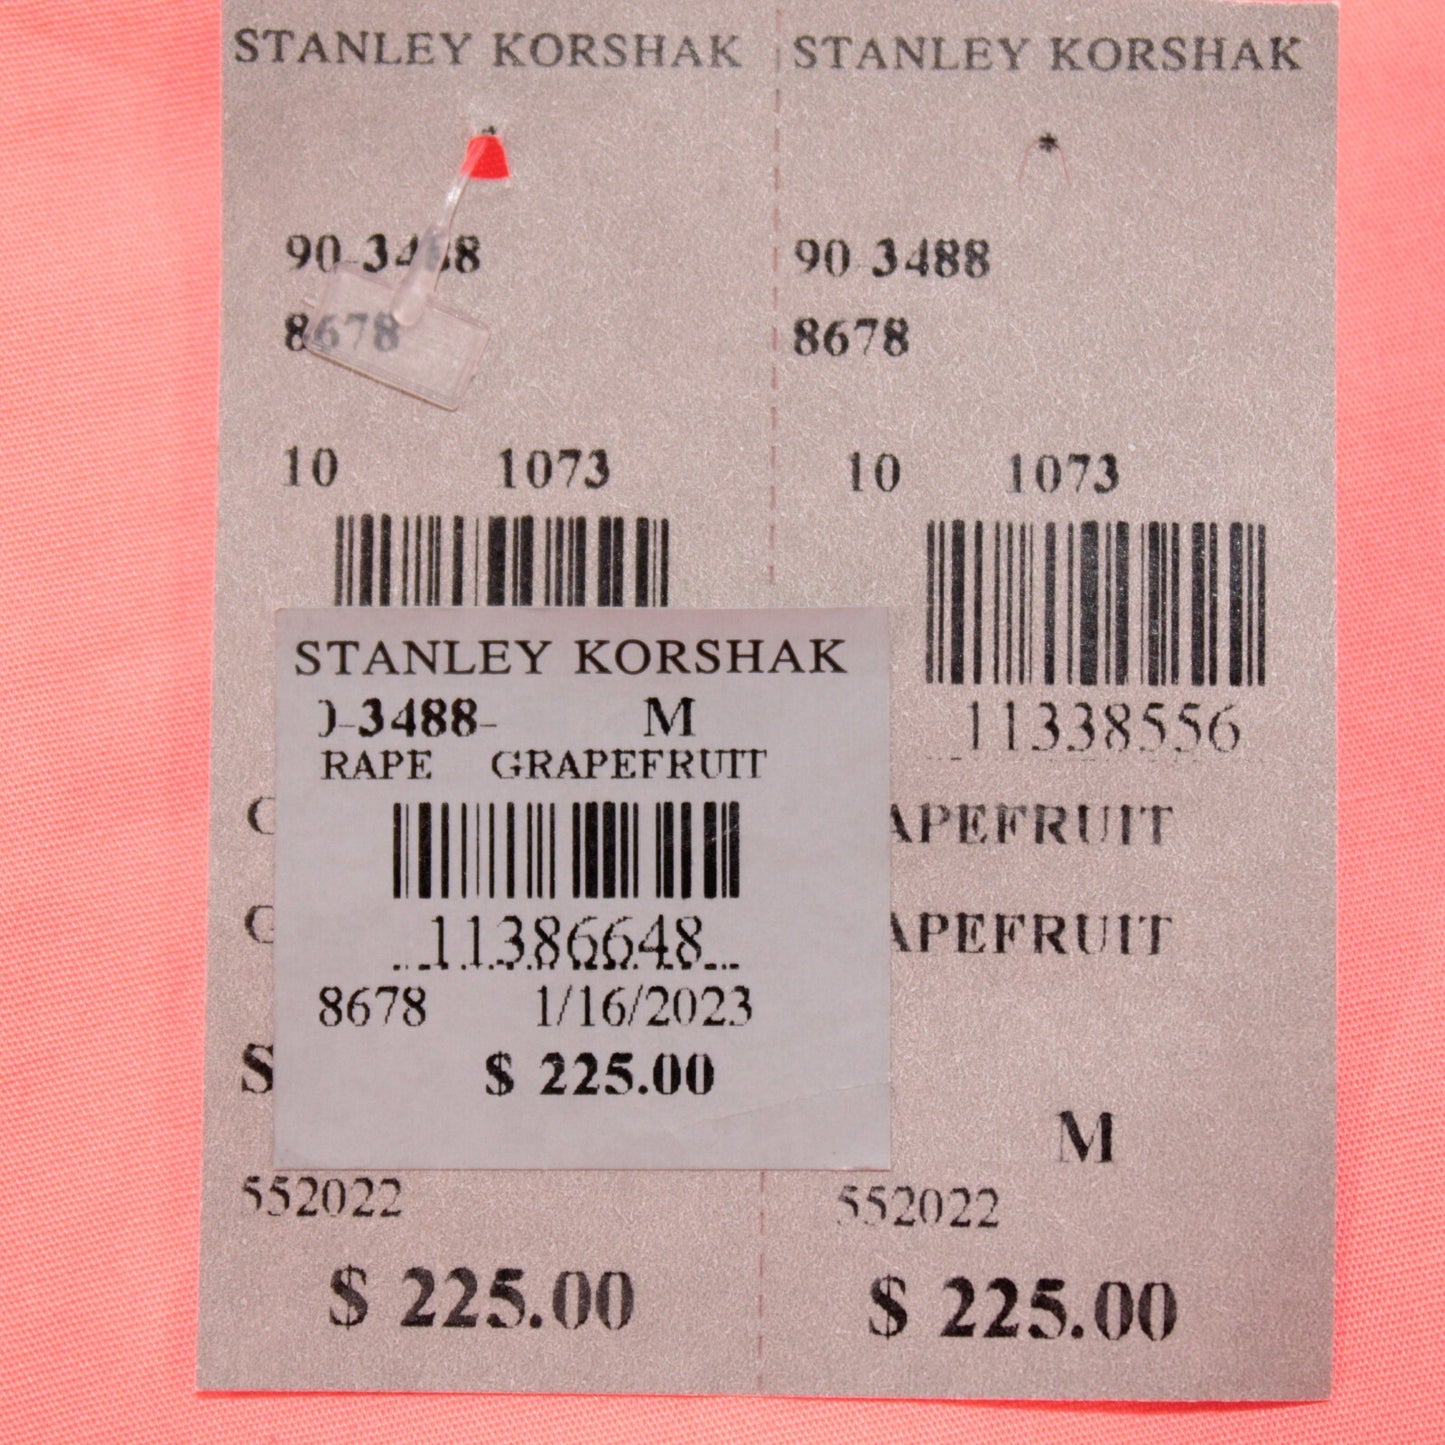 STANLEY KORSHAK
90-3488
8678
10 1073
STANLEY KORSHAK
)-3488- M
RAPE GRAPEFRUIT
11386648
8678 1/16/2023
$ 225.00
G
G
S
552022
$ 225.00
STANLEY KORSHAK
90-3488
8678
10 1073
11338556
APEFRUIT
APEFRUIT
M
552022
$ 225.00